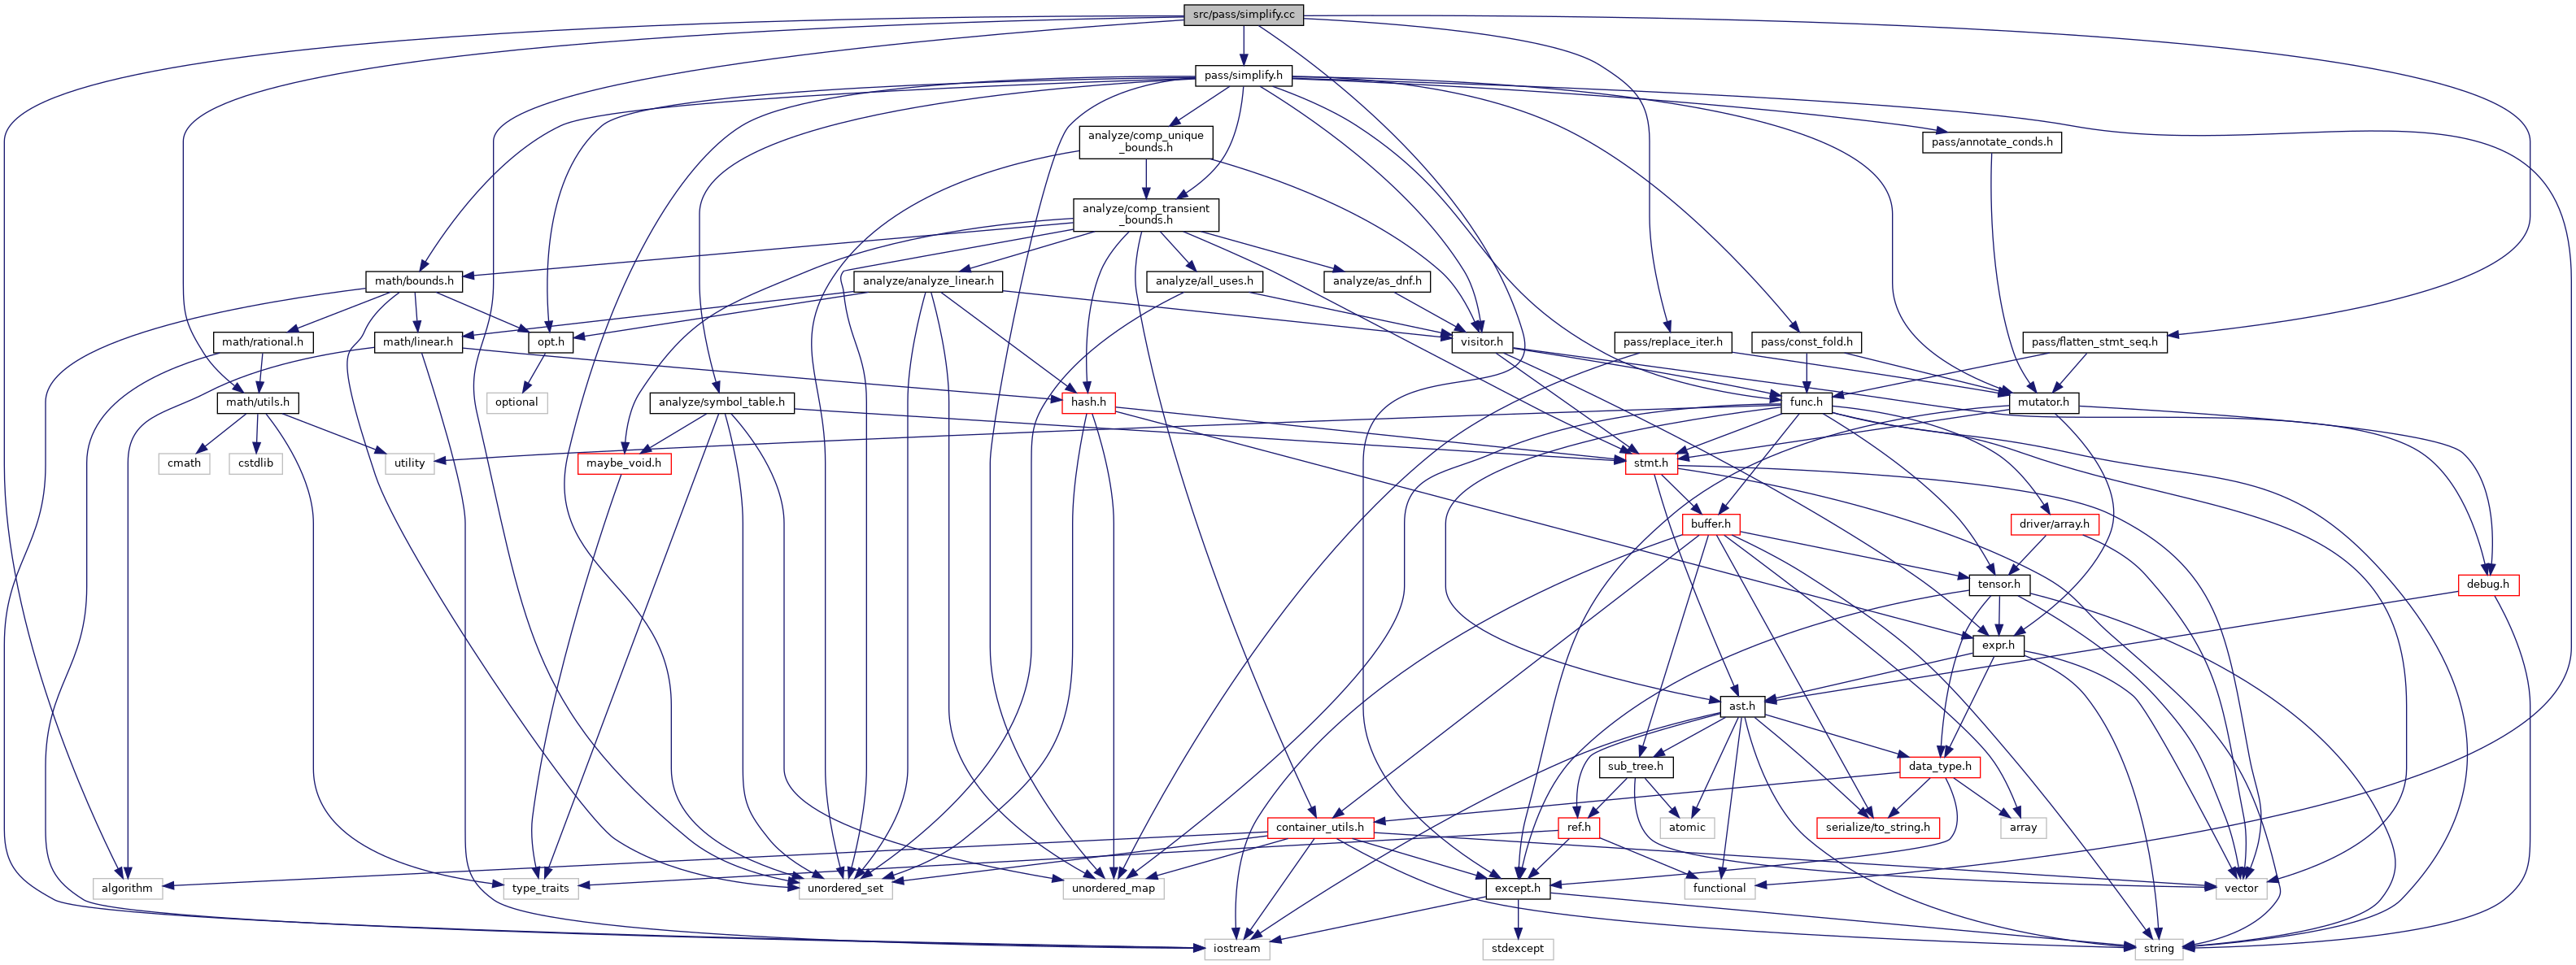 src/pass/simplify.cc
pass/simplify.h
analyze/comp_unique
_bounds.h
pass/annotate_conds.h
analyze/comp_transient
_bounds.h
math/bounds.h
analyze/analyze_linear.h
analyze/all_uses.h
analyze/as_dnf.h
math/rational.h
math/linear.h
opt.h
visitor.h
pass/replace_iter.h
pass/const_fold.h
pass/flatten_stmt_seq.h
optional
math/utils.h
analyze/symbol_table.h
hash.h
func.h
mutator.h
cmath
cstdlib
utility
maybe_void.h
stmt.h
buffer.h
driver/array.h
tensor.h
debug.h
expr.h
ast.h
sub_tree.h
data_type.h
container_utils.h
ref.h
atomic
serialize/to_string.h
array
algorithm
type_traits
unordered_set
unordered_map
except.h
functional
vector
iostream
stdexcept
string